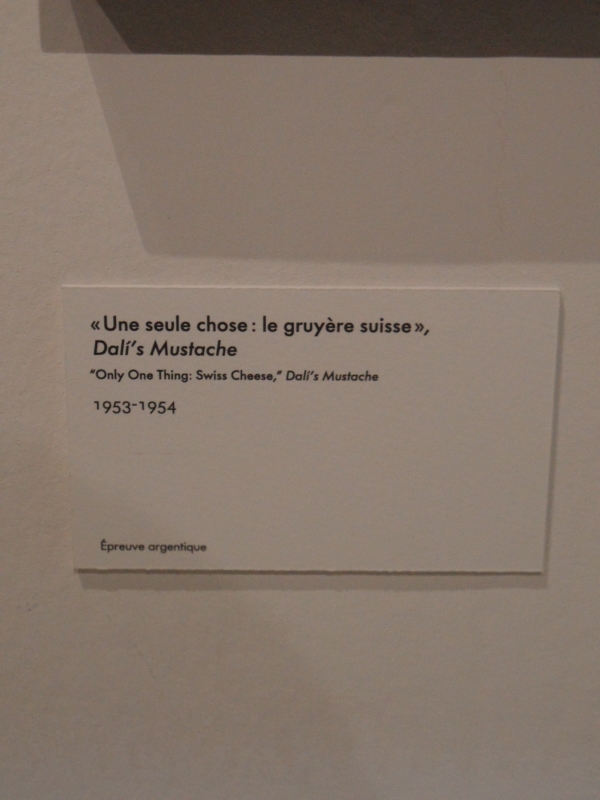 « Une seule chose : le gruyère suisse »,
Dalí’s Mustache
“Only One Thing: Swiss Cheese,” Dalí’s Mustache
1953-1954
Épreuve argentique